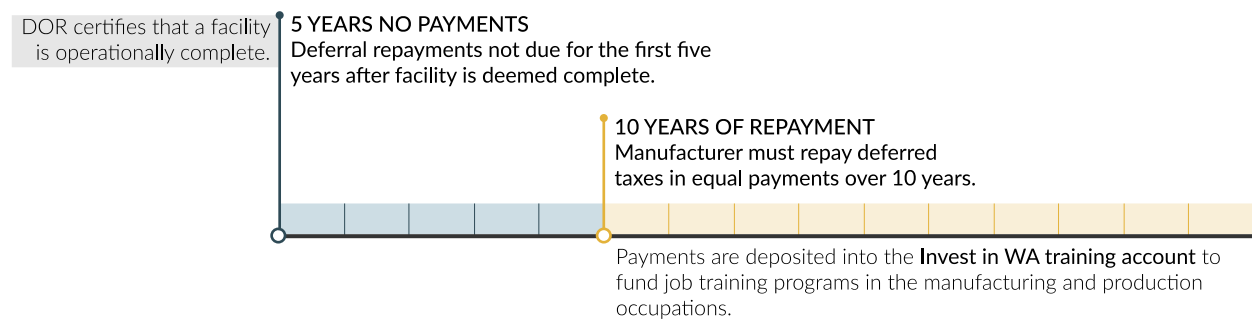 DOR certifies that a facility
is operationally complete.
5 YEARS NO PAYMENTS
Deferral repayments not due for the first five
years after facility is deemed complete.
10 YEARS OF REPAYMENT
Manufacturer must repay deferred
taxes in equal payments over 10 years.
Payments are deposited into the Invest in WA training account to
fund job training programs in the manufacturing and production
occupations.